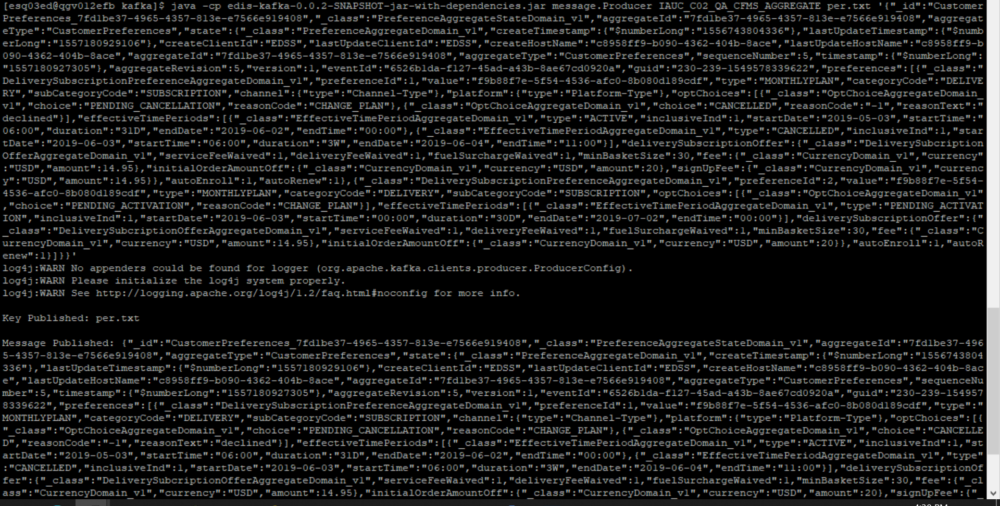 [esq03ed@qgv012efb kafka]$ java -cp edis-kafka-0.0.2-SNAPSHOT-jar-with-dependencies.jar message.Producer IAUC_C02_QA_CFMS_AGGREGATE per.txt '{"_id":"Customer
Preferences_7fd1be37-4965-4357-813e-e7566e919408","_class":"PreferenceAggregateStateDomain_v1","aggregateId":"7fd1be37-4965-4357-813e-e7566e919408","aggregat
eType":"CustomerPreferences","state":{"_class":"PreferenceAggregateDomain_v1","createTimestamp":{"$numberLong":"1556743804336"},"lastUpdateTimestamp":{"$numb
erLong":"1557180929106"},"createClientId":"EDSS","lastUpdateClientId":"EDSS","createHostName":"c8958ff9-b090-4362-404b-8ace","lastUpdateHostName":"c8958ff9-b
090-4362-404b-8ace","aggregateId":"7fd1be37-4965-4357-813e-e7566e919408","aggregateType":"CustomerPreferences","sequenceNumber":5,"timestamp":{"$numberLong":
"1557180927305"},"aggregateRevision":5,"version":1,"eventId":"6526b1da-f127-45ad-a43b-8ae67cd0920a","guid":"230-239-1549578339622","preferences":[{"_class":"
DeliverySubscriptionPreferenceAggregateDomain_v1","preferenceId":1,"value":"f9b88f7e-5f54-4536-afc0-8b080d189cdf","type":"MONTHLYPLAN","categoryCode":"DELIVE
RY","subCategoryCode":"SUBSCRIPTION","channel":{"type":"Channel-Type"},"platform":{"type":"Platform-Type"},"optChoices":[{"_class":"OptChoiceAggregateDomain_
v1","choice":"PENDING_CANCELLATION","reasonCode":"CHANGE_PLAN"},{"_class":"OptChoiceAggregateDomain_v1","choice":"CANCELLED","reasonCode":"-1","reasonText":"
declined"}],"effectiveTimePeriods":[{"_class":"EffectiveTimePeriodAggregateDomain_v1","type":"ACTIVE","inclusiveInd":1,"startDate":"2019-05-03","startTime":"
06:00","duration":"31D","endDate":"2019-06-02","endTime":"00:00"},{"_class":"EffectiveTimePeriodAggregateDomain_v1","type":"CANCELLED","inclusiveInd":1,"star
tDate":"2019-06-03","startTime":"06:00","duration":"3W","endDate":"2019-06-04","endTime":"11:00"}],"deliverySubscriptionOffer":{"_class":"DeliverySubcription
OfferAggregateDomain_v1","serviceFeeWaived":1,"deliveryFeeWaived":1,"fuelSurchargeWaived":1,"minBasketSize":30,"fee":{"_class":"CurrencyDomain_v1","currency"
:"USD","amount":14.95},"initialOrderAmountOff":{"_class":"CurrencyDomain_v1","currency":"USD","amount":20},"signUpFee":{"_class":"CurrencyDomain_v1","currenc
y":"USD","amount":14.95}},"autoEnroll":1,"autoRenew":1},{"_class":"DeliverySubscriptionPreferenceAggregateDomain_v1","preferenceId":2,"value":"f9b88f7e-5f54-
4536-afc0-8b080d189cdf","type":"MONTHLYPLAN","categoryCode":"DELIVERY","subCategoryCode":"SUBSCRIPTION","optChoices":[{"_class":"OptChoiceAggregateDomain_v1"
,"choice":"PENDING_ACTIVATION","reasonCode":"CHANGE_PLAN"}],"effectiveTimePeriods":[{"_class":"EffectiveTimePeriodAggregateDomain_v1","type":"PENDING_ACTIVAT
ION","inclusiveInd":1,"startDate":"2019-06-03","startTime":"00:00","duration":"30D","endDate":"2019-07-02","endTime":"00:00"}],"deliverySubscriptionOffer":{"
_class":"DeliverySubcriptionOfferAggregateDomain_v1","serviceFeeWaived":1,"deliveryFeeWaived":1,"fuelSurchargeWaived":1,"minBasketSize":30,"fee":{"_class":"C
urrencyDomain_v1","currency":"USD","amount":14.95},"initialOrderAmountOff":{"_class":"CurrencyDomain_v1","currency":"USD","amount":20}},"autoEnroll":1,"autoR
enew":1}]}}'
log4j:WARN No appenders could be found for logger (org.apache.kafka.clients.producer.ProducerConfig).
log4j:WARN Please initialize the log4j system properly.
log4j:WARN See http://logging.apache.org/log4j/1.2/faq.html#noconfig for more info.
Key Published: per.txt
Message Published: {"_id":"CustomerPreferences_7fd1be37-4965-4357-813e-e7566e919408","_class":"PreferenceAggregateStateDomain_v1","aggregateId":"7fd1be37-496
5-4357-813e-e7566e919408","aggregateType":"CustomerPreferences","state":{"_class":"PreferenceAggregateDomain_v1","createTimestamp":{"$numberLong":"1556743804
336"},"lastUpdateTimestamp":{"$numberLong":"1557180929106"},"createClientId":"EDSS","lastUpdateClientId":"EDSS","createHostName":"c8958ff9-b090-4362-404b-8ac
e","lastUpdateHostName":"c8958ff9-b090-4362-404b-8ace","aggregateId":"7fd1be37-4965-4357-813e-e7566e919408","aggregateType":"CustomerPreferences","sequenceNu
mber":5,"timestamp":{"$numberLong":"1557180927305"},"aggregateRevision":5,"version":1,"eventId":"6526b1da-f127-45ad-a43b-8ae67cd0920a","guid":"230-239-154957
8339622","preferences":[{"_class":"DeliverySubscriptionPreferenceAggregateDomain_v1","preferenceId":1,"value":"f9b88f7e-5f54-4536-afc0-8b080d189cdf","type":"
MONTHLYPLAN","categoryCode":"DELIVERY","subCategoryCode":"SUBSCRIPTION","channel":{"type":"Channel-Type"},"platform":{"type":"Platform-Type"},"optChoices":[{
"_class":"OptChoiceAggregateDomain_v1","choice":"PENDING_CANCELLATION","reasonCode":"CHANGE_PLAN"},{"_class":"OptChoiceAggregateDomain_v1","choice":"CANCELLE
D","reasonCode":"-1","reasonText":"declined"}],"effectiveTimePeriods":[{"_class":"EffectiveTimePeriodAggregateDomain_v1","type":"ACTIVE","inclusiveInd":1,"st
artDate":"2019-05-03","startTime":"06:00","duration":"31D","endDate":"2019-06-02","endTime":"00:00"},{"_class":"EffectiveTimePeriodAggregateDomain_v1","type"
:"CANCELLED","inclusiveInd":1,"startDate":"2019-06-03","startTime":"06:00","duration":"3W","endDate":"2019-06-04","endTime":"11:00"}],"deliverySubscriptionOf
fer":{"_class":"DeliverySubcriptionOfferAggregateDomain_v1","serviceFeeWaived":1,"deliveryFeeWaived":1,"fuelSurchargeWaived":1,"minBasketSize":30,"fee":{"_cl
ass":"CurrencyDomain_v1","currency":"USD","amount":14.95},"initialOrderAmountOff":{"_class":"CurrencyDomain_v1","currency":"USD","amount":20},"signUpFee":{"_